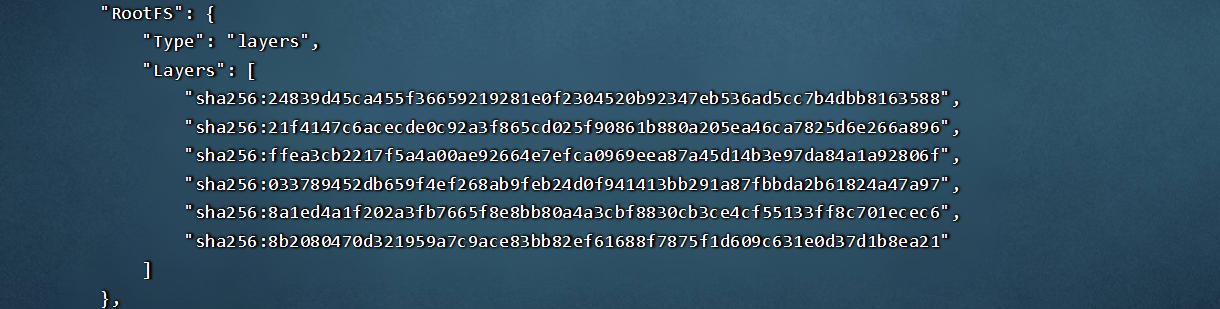 "RootFS": {
"Type": "layers",
"Layers": [
"sha256:24839d45ca455f36659219281e0f2304520b92347eb536ad5cc7b4dbb8163588",
"sha256:21f4147c6acecde0c92a3f865cd025f90861b880a205ea46ca7825d6e266a896",
"sha256:ffea3cb2217f5a4a00ae92664e7efca0969eea87a45d14b3e97da84a1a92806f",
"sha256:033789452db659f4ef268ab9feb24d0f941413bb291a87fbbda2b61824a47a97",
"sha256:8a1ed4a1f202a3fb7665f8e8bb80a4a3cbf8830cb3ce4cf55133ff8c701ecec6",
"sha256:8b2080470d321959a7c9ace83bb82ef61688f7875f1d609c631e0d37d1b8ea21"
]
},